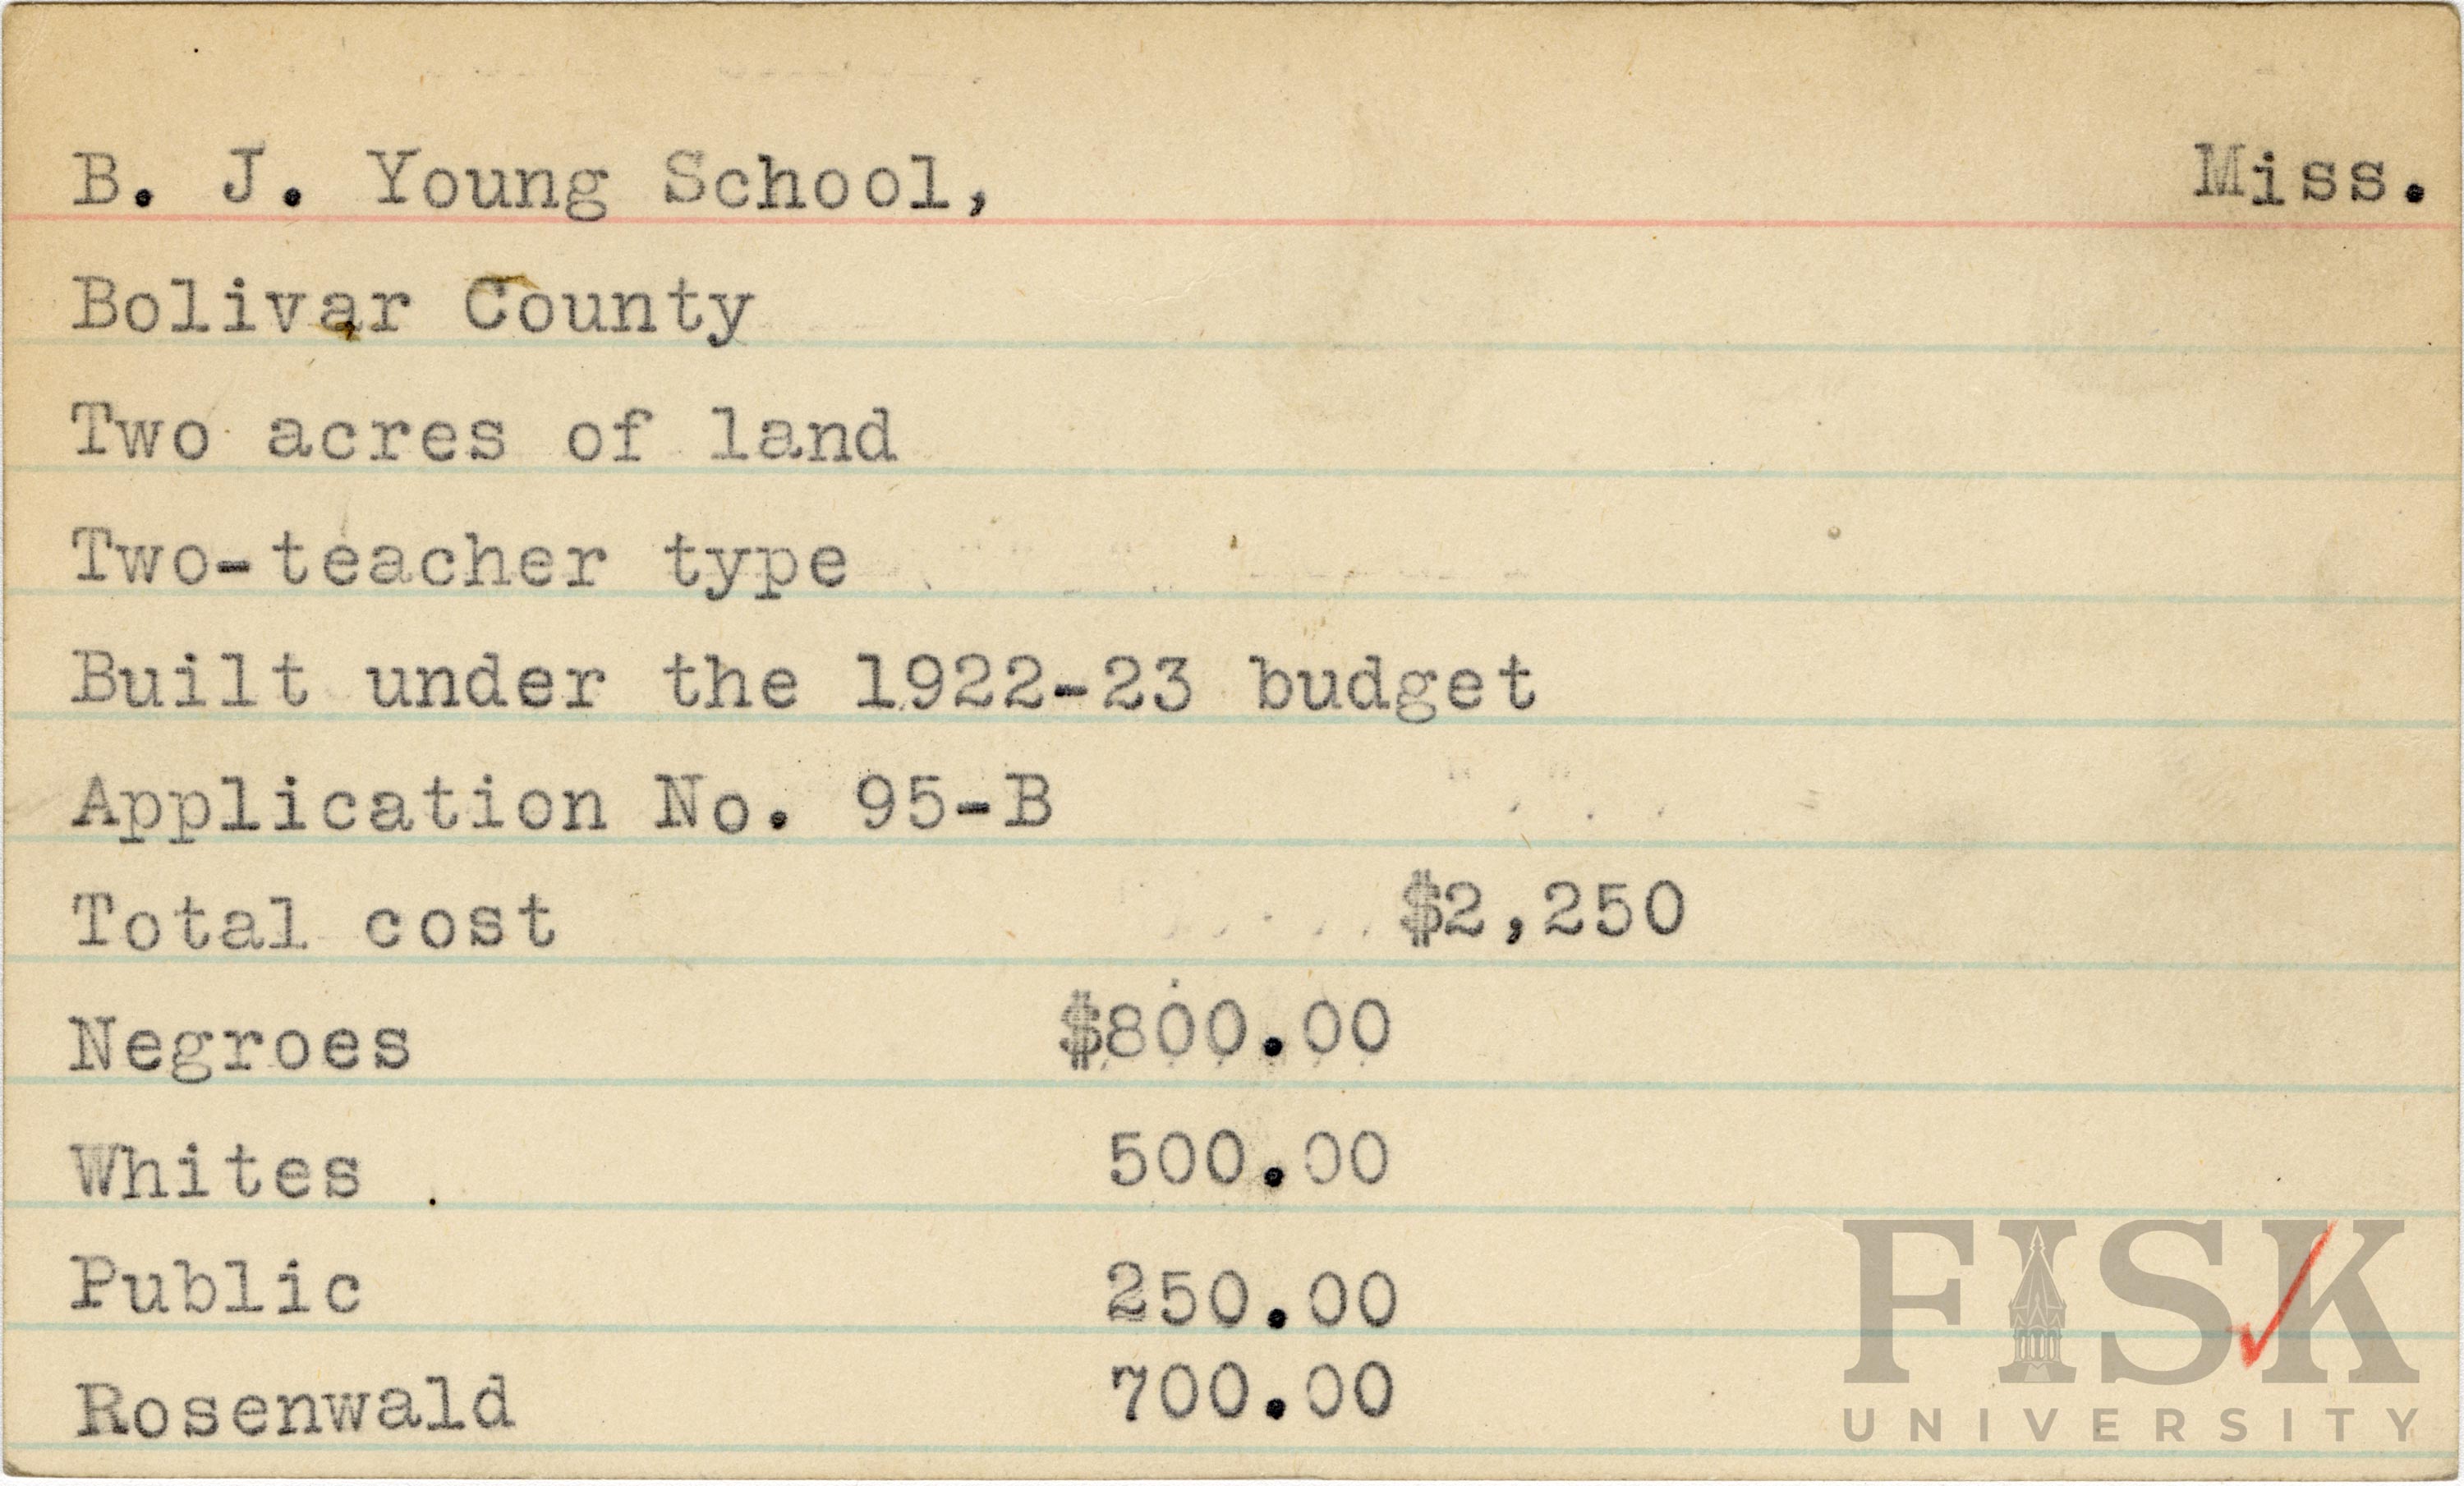 B. J. Young School, Miss.
Bolivar County
Two acres of land
Two-teacher type
Built under the 1922-23 budget
Application No. 95-B
Total cost $2,250
Negroes $800.00
Whites 500.00
Public 250.00
Rosenwald 700.00
FISK
UNIVERSITY